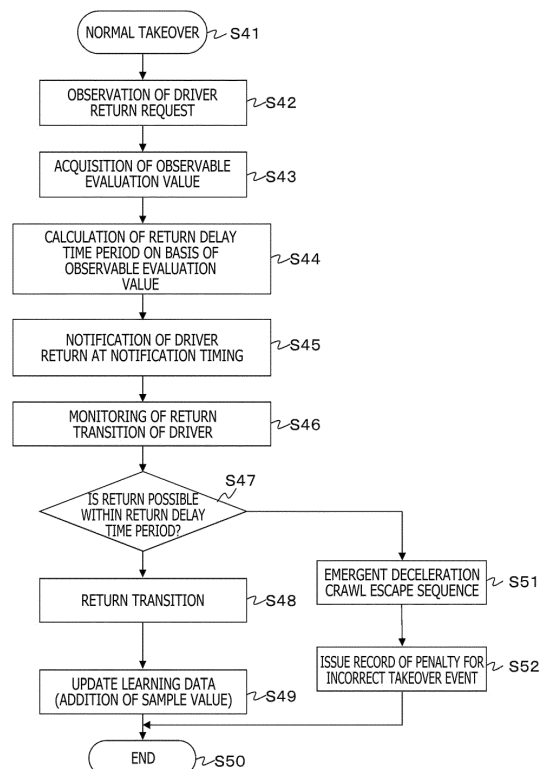 NORMAL TAKEOVER
S41
OBSERVATION OF DRIVER
RETURN REQUEST
S42
ACQUISITION OF OBSERVABLE
EVALUATION VALUE
S43
CALCULATION OF RETURN DELAY
TIME PERIOD ON BASIS OF
OBSERVABLE EVALUATION
VALUE
S44
NOTIFICATION OF DRIVER
RETURN AT NOTIFICATION TIMING
S45
MONITORING OF RETURN
TRANSITION OF DRIVER
S46
S47
IS RETURN POSSIBLE
WITHIN RETURN DELAY
TIME PERIOD?
RETURN TRANSITION
S48
EMERGENT DECELERATION
CRAWL ESCAPE SEQUENCE
S51
UPDATE LEARNING DATA
(ADDITION OF SAMPLE VALUE)
S49
ISSUE RECORD OF PENALTY FOR
INCORRECT TAKEOVER EVENT
S52
END
S50